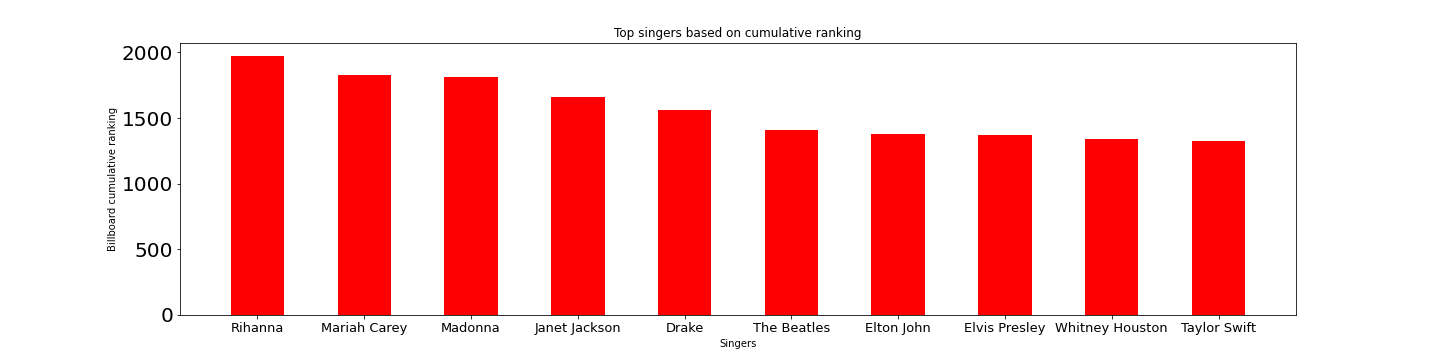 Top singers based on cumulative ranking
Billboard cumulative ranking
2000
1500
1000
500
0
Rihanna Mariah Carey Madonna Janet Jackson Drake The Beatles Elton John Elvis Presley Whitney Houston Taylor Swift
Singers